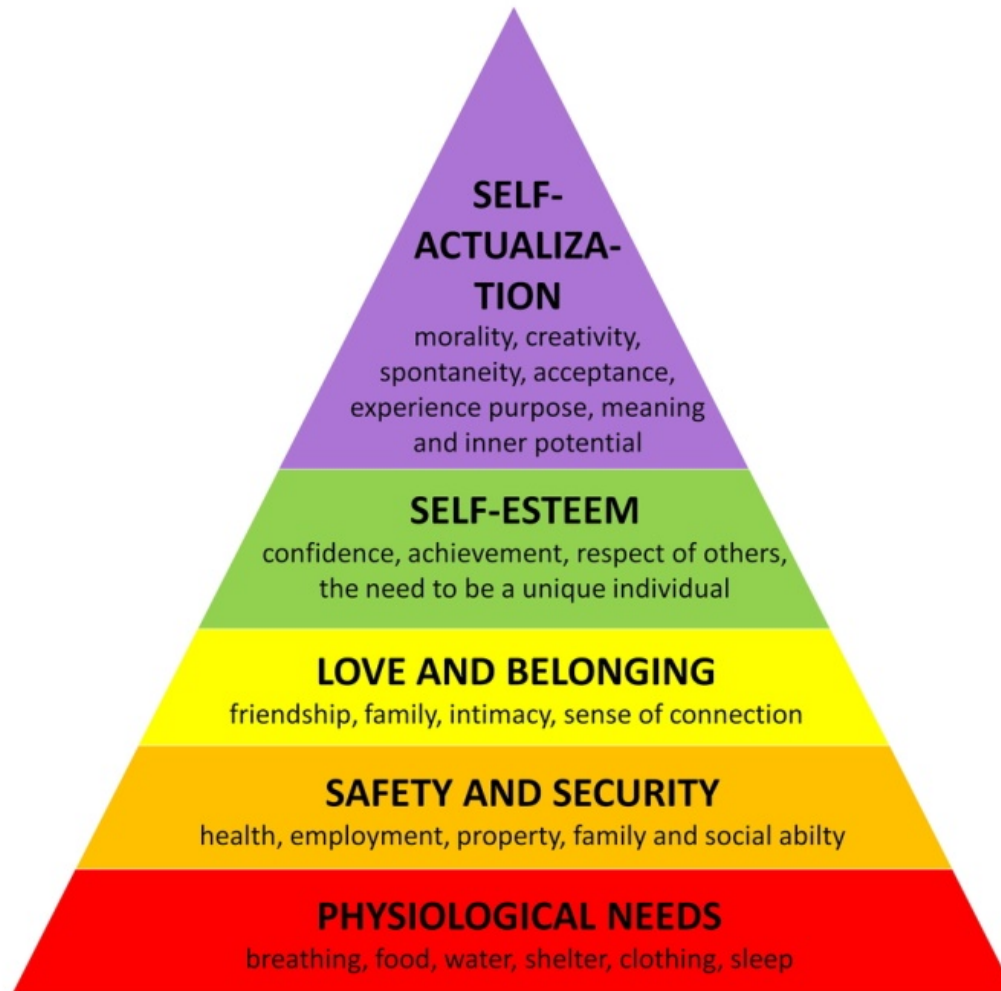 SELF-
ACTUALIZA-
TION
morality, creativity,
spontaneity, acceptance,
experience purpose, meaning
and inner potential
SELF-ESTEEM
confidence, achievement, respect of others,
the need to be a unique individual
LOVE AND BELONGING
friendship, family, intimacy, sense of connection
SAFETY AND SECURITY
health, employment, property, family and social abilty
PHYSIOLOGICAL NEEDS
breathing, food, water, shelter, clothing, sleep